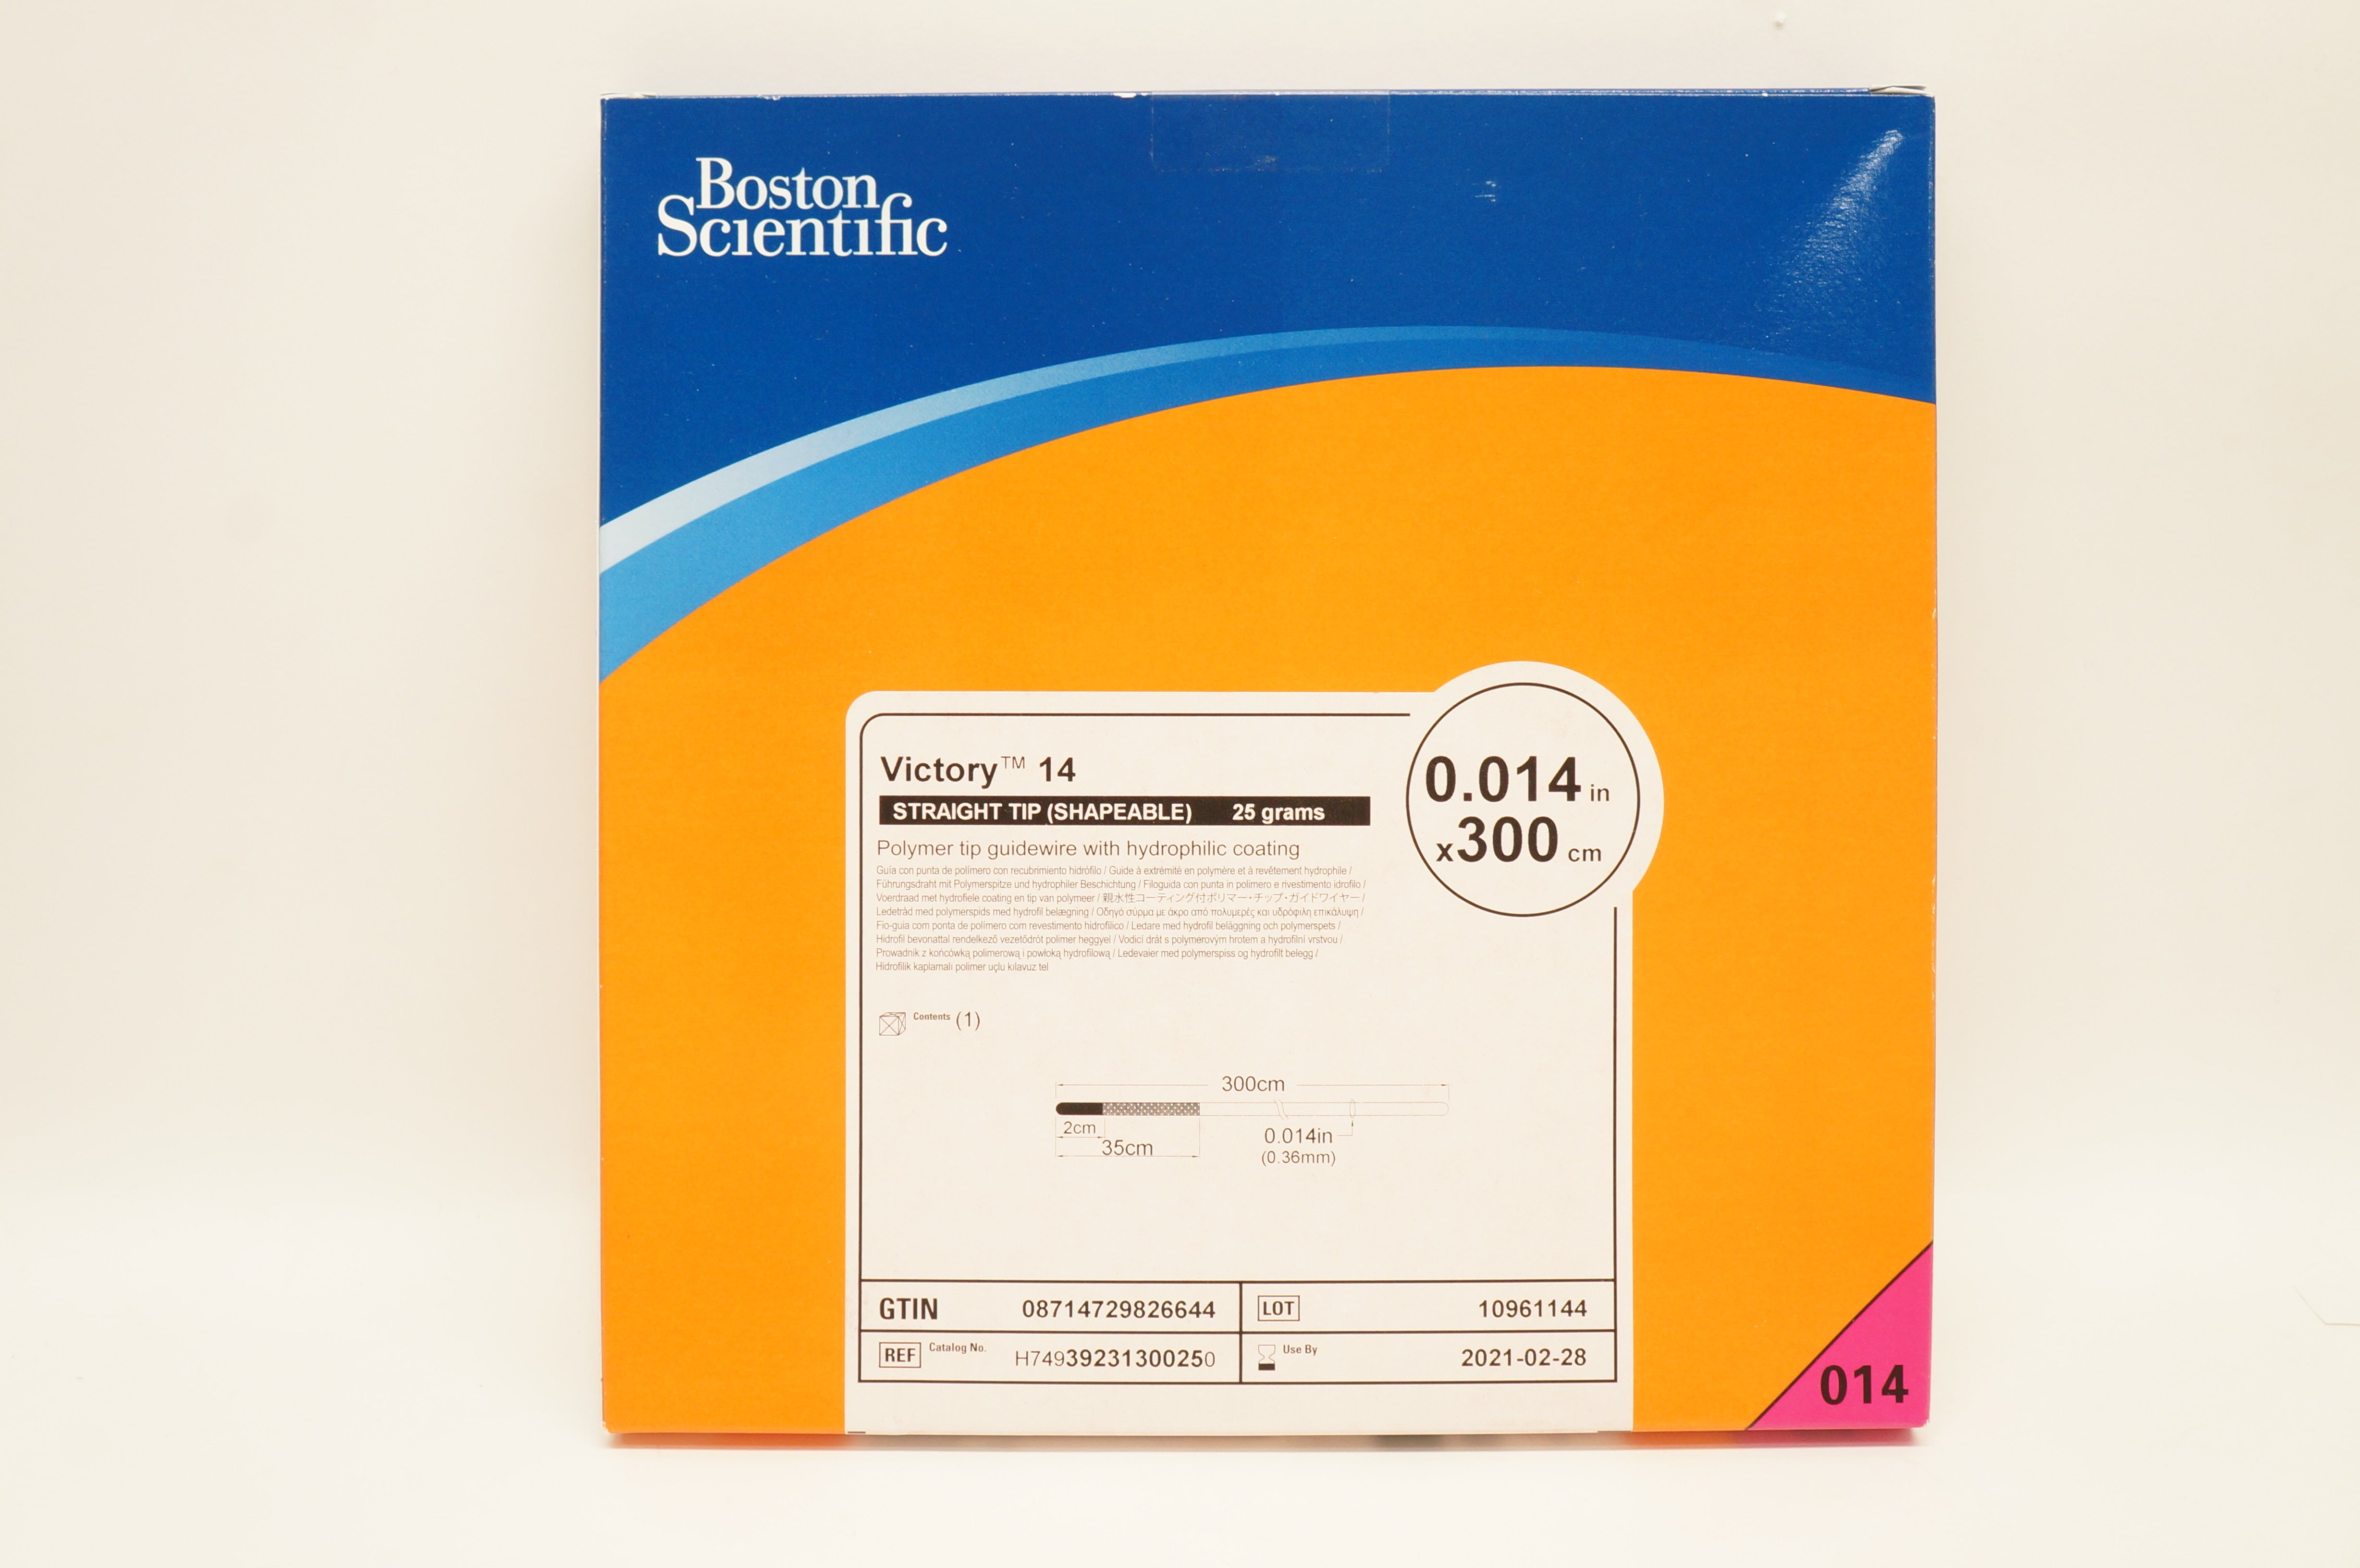 Boston
Scientific
Victory™ 14
STRAIGHT TIP (SHAPEABLE) 25 grams
0.014 in
x300 cm
Polymer tip guidewire with hydrophilic coating
Guía con punta de polímero con recubrimiento hidrófilo / Guide à extrémité en polymère et à revêtement hydrophile /
Führungsdraht mit Polymerspitze und hydrophiler Beschichtung / Filoguida con punta in polimero e rivestimento idrofilo /
Voerdraad met hydrofiele coating en tip van polymeer / 親水性コーティング付ポリマー・チップ・ガイドワイヤー /
Ledetråd med polymerspids med hydrofil belægning / Οδηγό σύρμα με άκρο από πολυμερές και υδρόφιλη επικάλυψη /
Fio-guia com ponta de polímero com revestimento hidrofílico / Ledare med hydrofil beläggning och polymerspets /
Hidrofil bevonattal rendelkező vezetődrót polimer heggyel / Vodicí drát s polymerovým hrotem a hydrofilní vrstvou /
Prowadnik z końcówką polimerową i powłoką hydrofilową / Ledevaier med polymerspiss og hydrofilt belegg /
Hidrofilik kaplamalı polimer uçlu kılavuz tel
Contents (1)
300cm
2cm
35cm
0.014in
(0.36mm)
GTIN 08714729826644
LOT 10961144
REF Catalog No. H74939231300250
Use By 2021-02-28
014